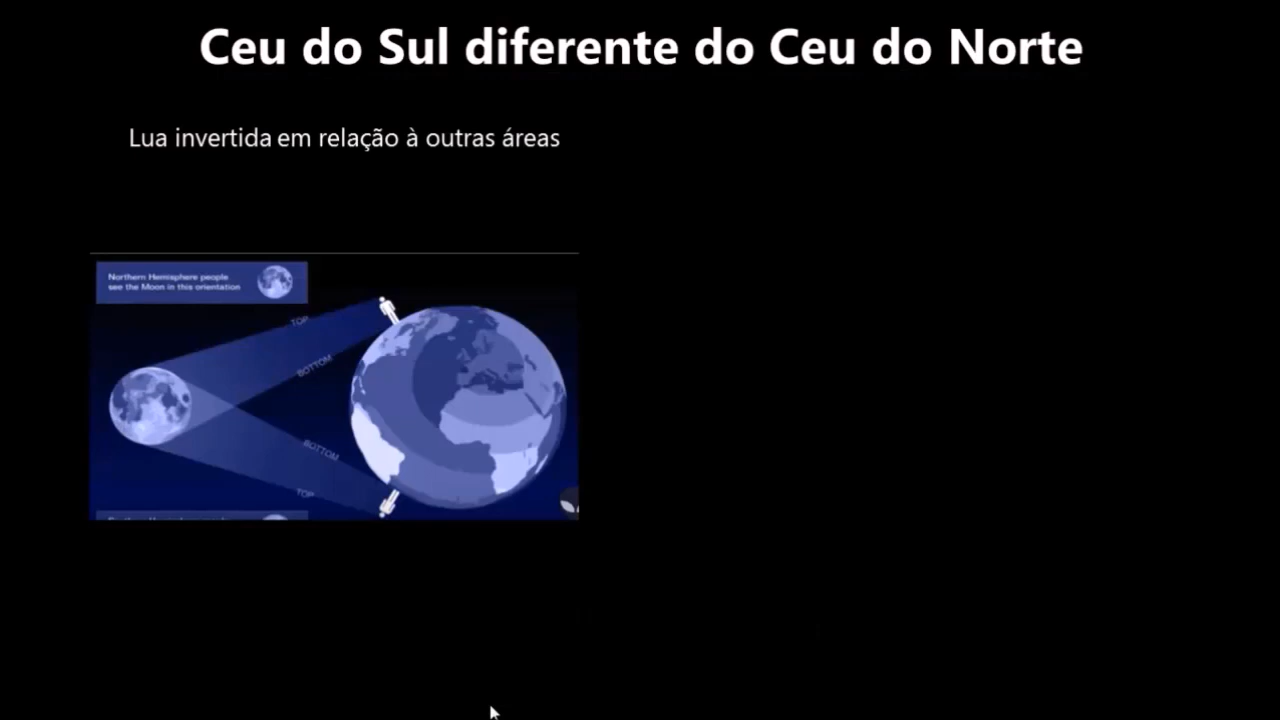 Ceu do Sul diferente do Ceu do Norte
Lua invertida em relação à outras áreas
Northern Hemisphere people
see the Moon in this orientation
TOP
BOTTOM
BOTTOM
TOP